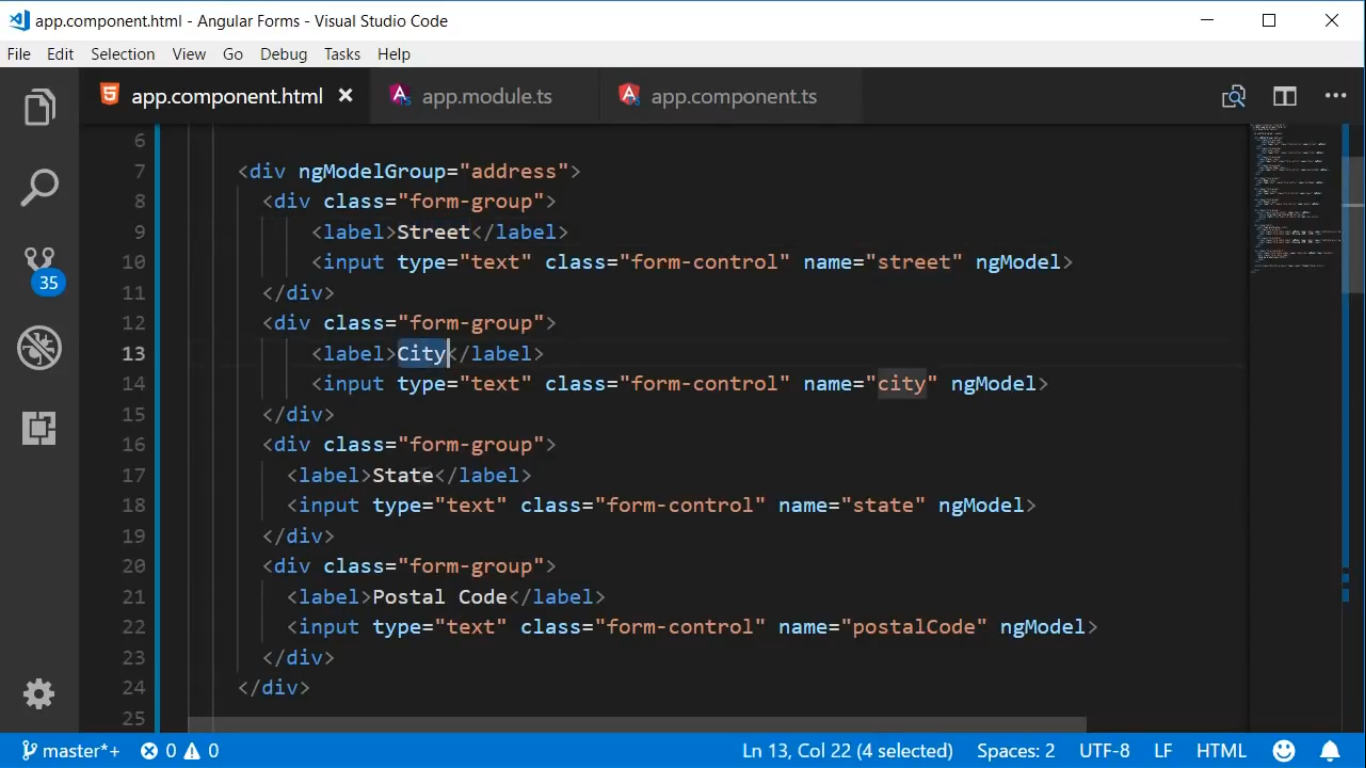 app.component.html - Angular Forms - Visual Studio Code
File Edit Selection View Go Debug Tasks Help
app.component.html app.module.ts app.component.ts
6
7 <div ngModelGroup="address">
8 <div class="form-group">
9 <label>Street</label>
10 <input type="text" class="form-control" name="street" ngModel>
11 </div>
12 <div class="form-group">
13 <label>City</label>
14 <input type="text" class="form-control" name="city" ngModel>
15 </div>
16 <div class="form-group">
17 <label>State</label>
18 <input type="text" class="form-control" name="state" ngModel>
19 </div>
20 <div class="form-group">
21 <label>Postal Code</label>
22 <input type="text" class="form-control" name="postalCode" ngModel>
23 </div>
24 </div>
25
35
master*+ 0 0 Ln 13, Col 22 (4 selected) Spaces: 2 UTF-8 LF HTML